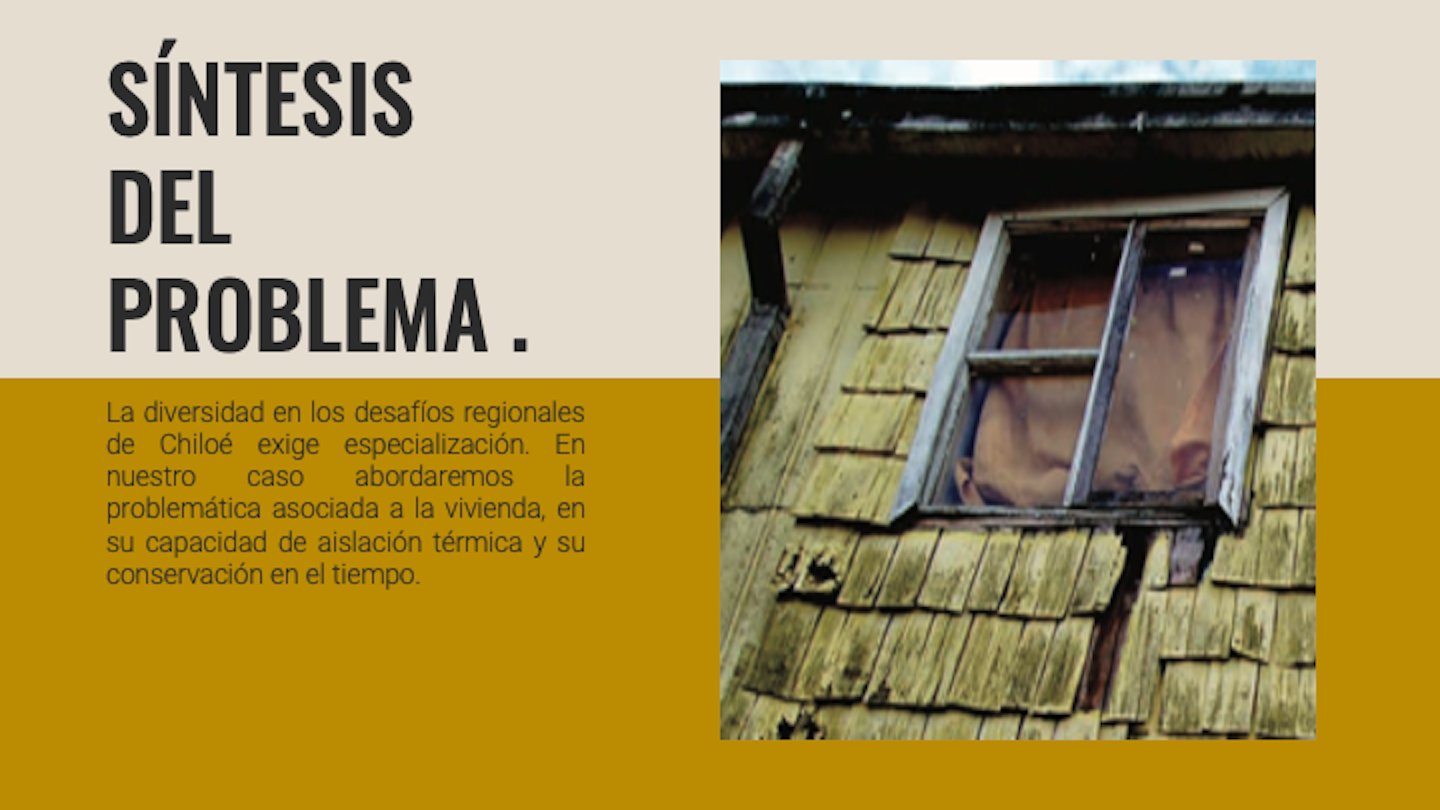 SÍNTESIS
DEL
PROBLEMA .
La diversidad en los desafíos regionales
de Chiloé exige especialización. En
nuestro caso abordaremos la
problemática asociada a la vivienda, en
su capacidad de aislación térmica y su
conservación en el tiempo.